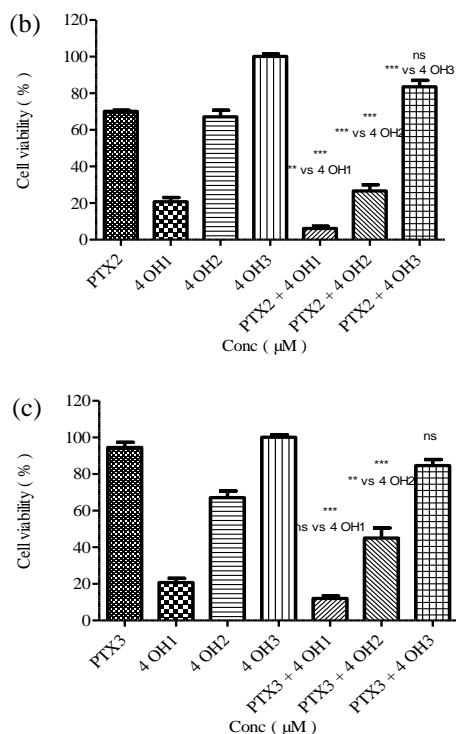 (b)
120
100
80
60
40
20
0
Cell viability ( % )
ns
*** vs 4 OH3
***
*** vs 4 OH2
***
** vs 4 OH1
PTX2
4 OH1
4 OH2
4 OH3
PTX2 + 4 OH1
PTX2 + 4 OH2
PTX2 + 4 OH3
Conc ( µM )
(c)
120
100
80
60
40
20
0
Cell viability ( % )
ns
***
** vs 4 OH2
***
ns vs 4 OH1
PTX3
4 OH1
4 OH2
4 OH3
PTX3 + 4 OH1
PTX3 + 4 OH2
PTX3 + 4 OH3
Conc ( µM )